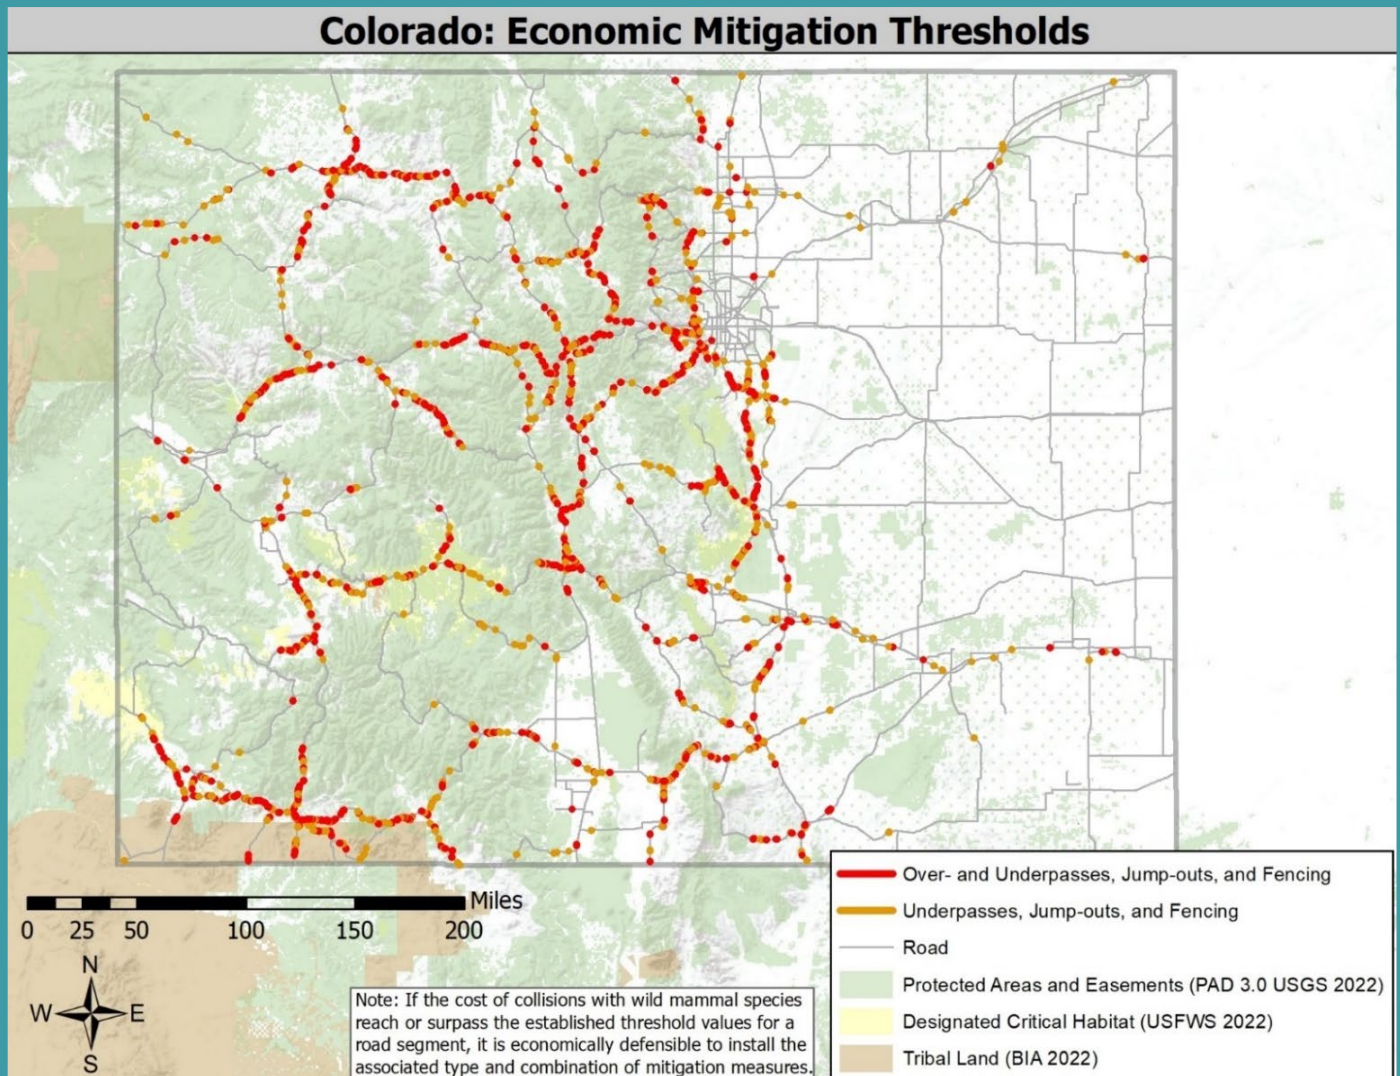 Colorado: Economic Mitigation Thresholds
Miles
0 25 50 100 150 200
N
W E
S
Note: If the cost of collisions with wild mammal species
reach or surpass the established threshold values for a
road segment, it is economically defensible to install the
associated type and combination of mitigation measures.
Over- and Underpasses, Jump-outs, and Fencing
Underpasses, Jump-outs, and Fencing
Road
Protected Areas and Easements (PAD 3.0 USGS 2022)
Designated Critical Habitat (USFWS 2022)
Tribal Land (BIA 2022)